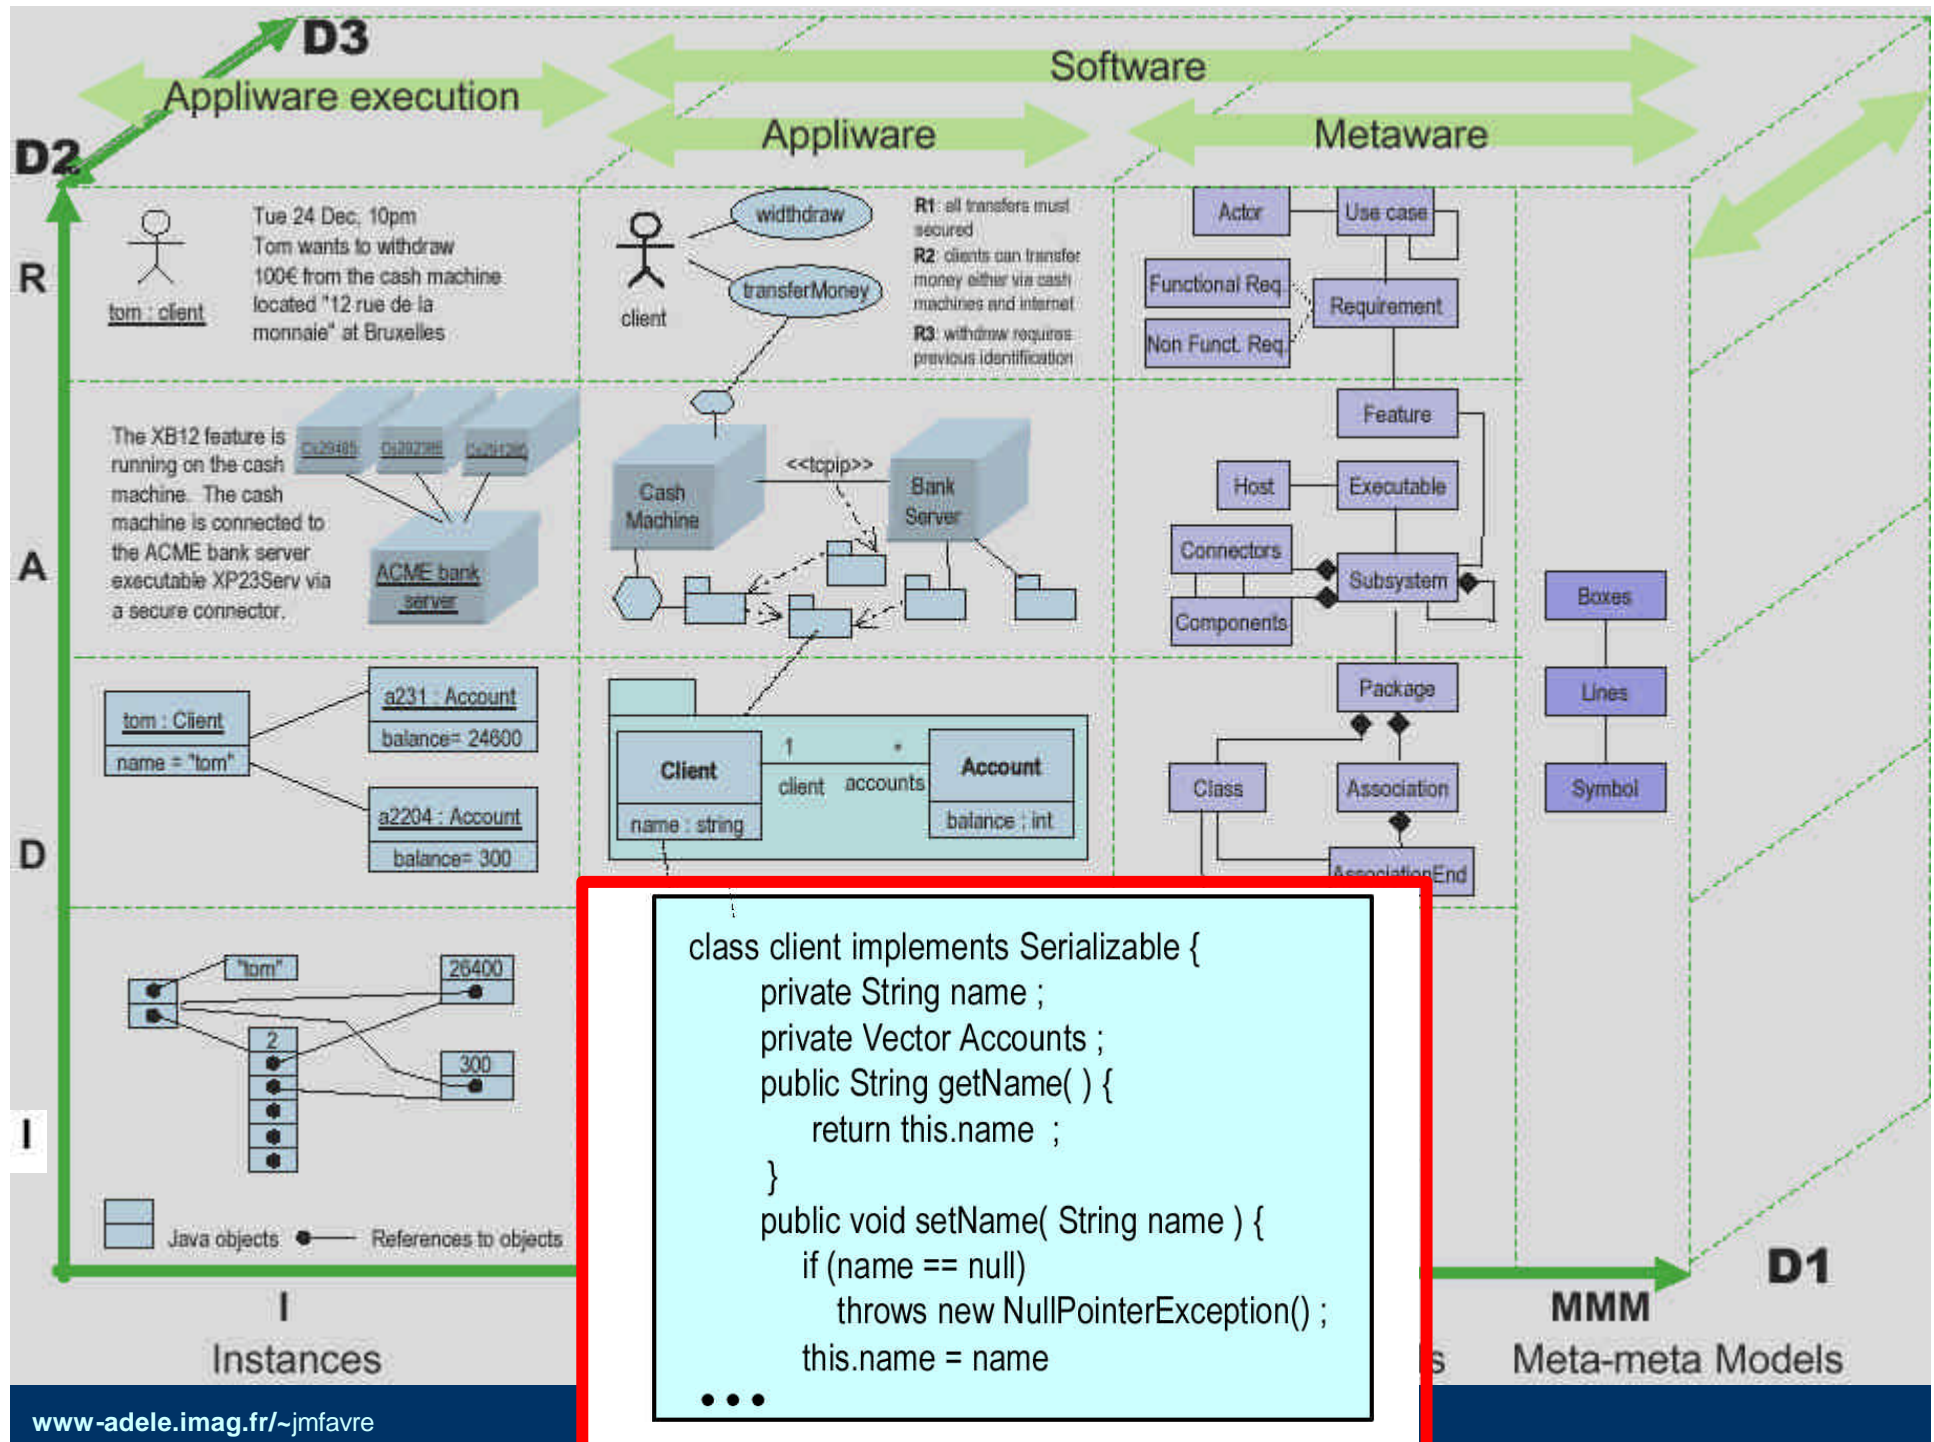 D3
Software
Appliware execution
Appliware
Metaware
D2
R
tom : client
Tue 24 Dec, 10pm
Tom wants to withdraw
100€ from the cash machine
located "12 rue de la
monnaie" at Bruxelles
client
widthdraw
transferMoney
R1: all transfers must
secured
R2: clients can transfer
money either via cash
machines and internet
R3: withdraw requires
previous identifiication
Actor
Use case
Functional Req.
Requirement
Non Funct. Req.
A
The XB12 feature is
running on the cash
machine. The cash
machine is connected to
the ACME bank server
executable XP23Serv via
a secure connector.
ACME bank
server
Cash
Machine
<<tcpip>>
Bank
Server
Feature
Host
Executable
Connectors
Subsystem
Components
Boxes
Lines
Symbol
D
tom : Client
name = "tom"
a231 : Account
balance= 24600
a2204 : Account
balance= 300
Client
name : string
1
*
client
accounts
Account
balance : int
Package
Class
Association
AssociationEnd
I
"tom"
26400
2
300
Java objects
References to objects
class client implements Serializable {
private String name ;
private Vector Accounts ;
public String getName( ) {
return this.name ;
}
public void setName( String name ) {
if (name == null)
throws new NullPointerException() ;
this.name = name
• • •
D1
I
MMM
Instances
s
Meta-meta Models
www-adele.imag.fr/~jmfavre